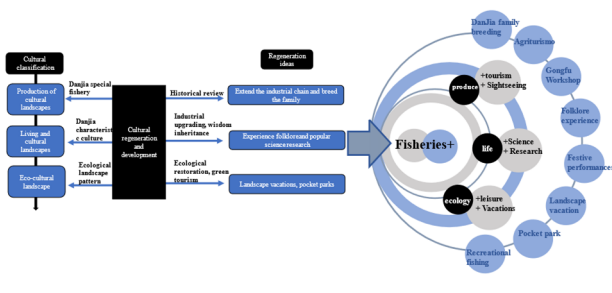 Cultural
classification
Production of
cultural
landscapes
Living and
cultural
landscapes
Eco-cultural
landscape
Danjia special
fishery
Danjia
characterist
c culture
Ecological
landscape
pattern
Cultural
regeneration
and
development
Historical review
Industrial
upgrading, wisdom
inheritance
Ecological
restoration, green
tourism
Regeneration
ideas
Extend the industrial chain and breed
the family
Experience folklore and popular
science research
Landscape vacations, pocket parks
Fisheries+
produce
+tourism
+ Sightseeing
life
+Science
+ Research
ecology
+leisure
+ Vacations
DanJia family
breeding
Agriturismo
Gongfu
Workshop
Folklore
experience
Festive
performances
Landscape
vacation
Pocket park
Recreational
fishing